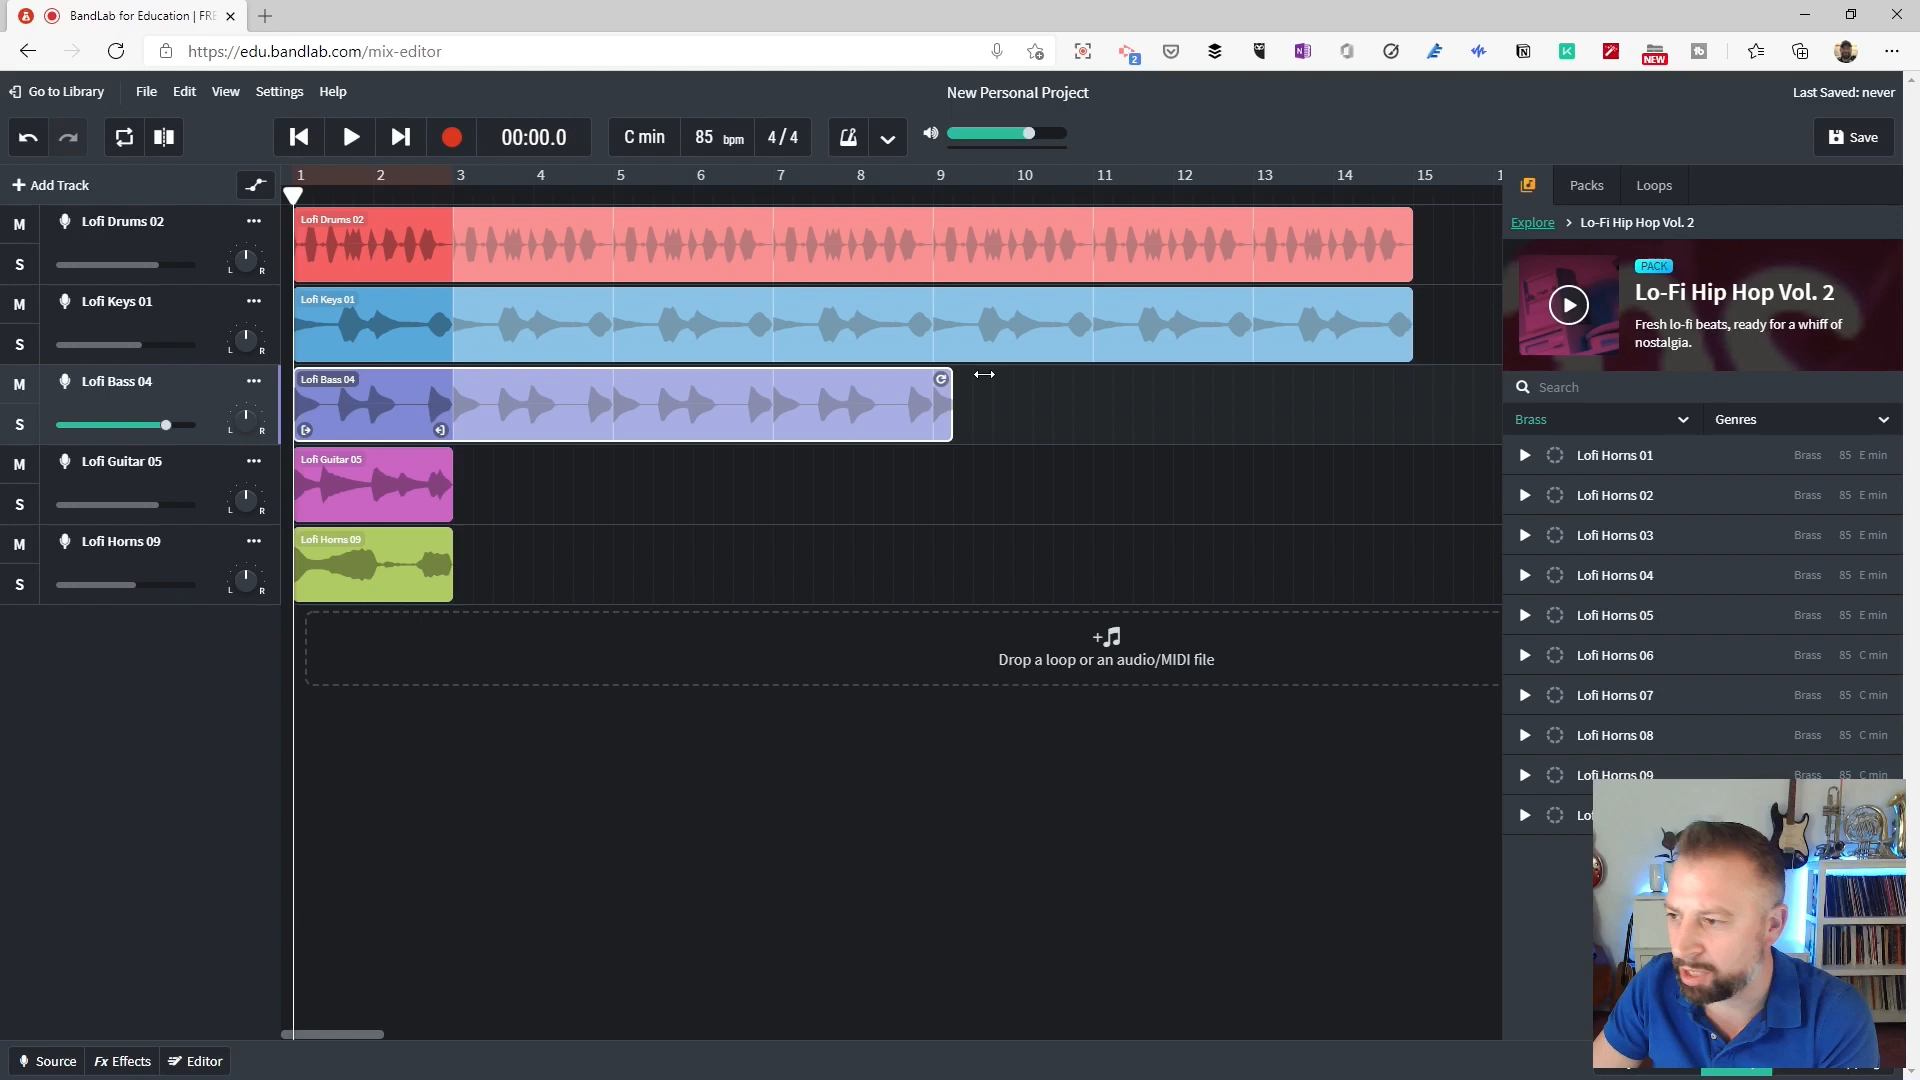 BandLab for Education | FRE
https://edu.bandlab.com/mix-editor
2
NEW
Go to Library
File
Edit
View
Settings
Help
New Personal Project
Last Saved: never
00:00.0
C min
85 bpm
4 / 4
Save
Add Track
1 2 3 4 5 6 7 8 9 10 11 12 13 14 15 1
Packs
Loops
M
Lofi Drums 02
S
L R
Lofi Drums 02
Explore > Lo-Fi Hip Hop Vol. 2
PACK
Lo-Fi Hip Hop Vol. 2
Fresh lo-fi beats, ready for a whiff of
nostalgia.
M
Lofi Keys 01
S
L R
Lofi Keys 01
M
Lofi Bass 04
S
L R
Lofi Bass 04
M
Lofi Guitar 05
S
L R
Lofi Guitar 05
M
Lofi Horns 09
S
L R
Lofi Horns 09
Drop a loop or an audio/MIDI file
Search
Brass
Genres
Lofi Horns 01 Brass 85 E min
Lofi Horns 02 Brass 85 E min
Lofi Horns 03 Brass 85 E min
Lofi Horns 04 Brass 85 E min
Lofi Horns 05 Brass 85 E min
Lofi Horns 06 Brass 85 C min
Lofi Horns 07 Brass 85 C min
Lofi Horns 08 Brass 85 C min
Lofi Horns 09 Brass 85 C min
Source
Fx Effects
Editor